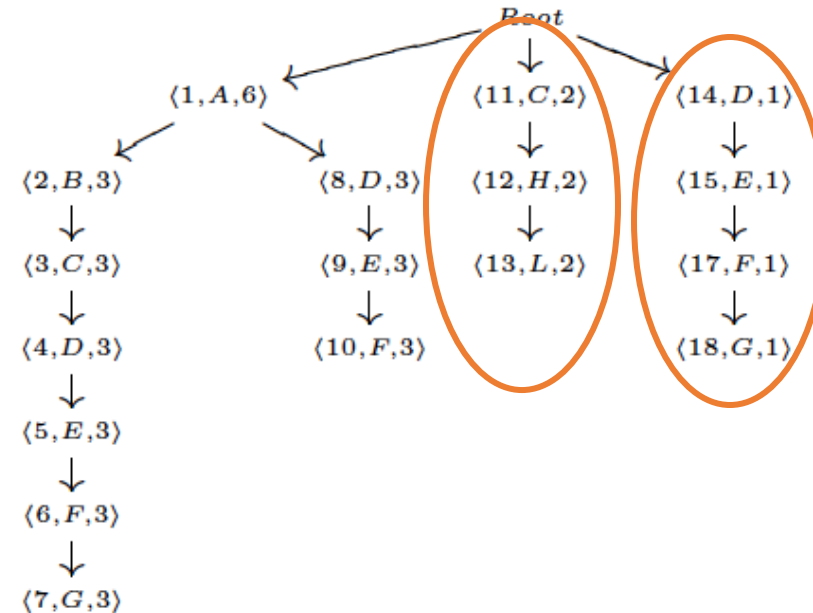 Root
⟨1, A, 6⟩ ⟨11, C, 2⟩ ⟨14, D, 1⟩
⟨2, B, 3⟩ ⟨8, D, 3⟩ ⟨12, H, 2⟩ ⟨15, E, 1⟩
⟨3, C, 3⟩ ⟨9, E, 3⟩ ⟨13, L, 2⟩ ⟨17, F, 1⟩
⟨4, D, 3⟩ ⟨10, F, 3⟩ ⟨18, G, 1⟩
⟨5, E, 3⟩
⟨6, F, 3⟩
⟨7, G, 3⟩